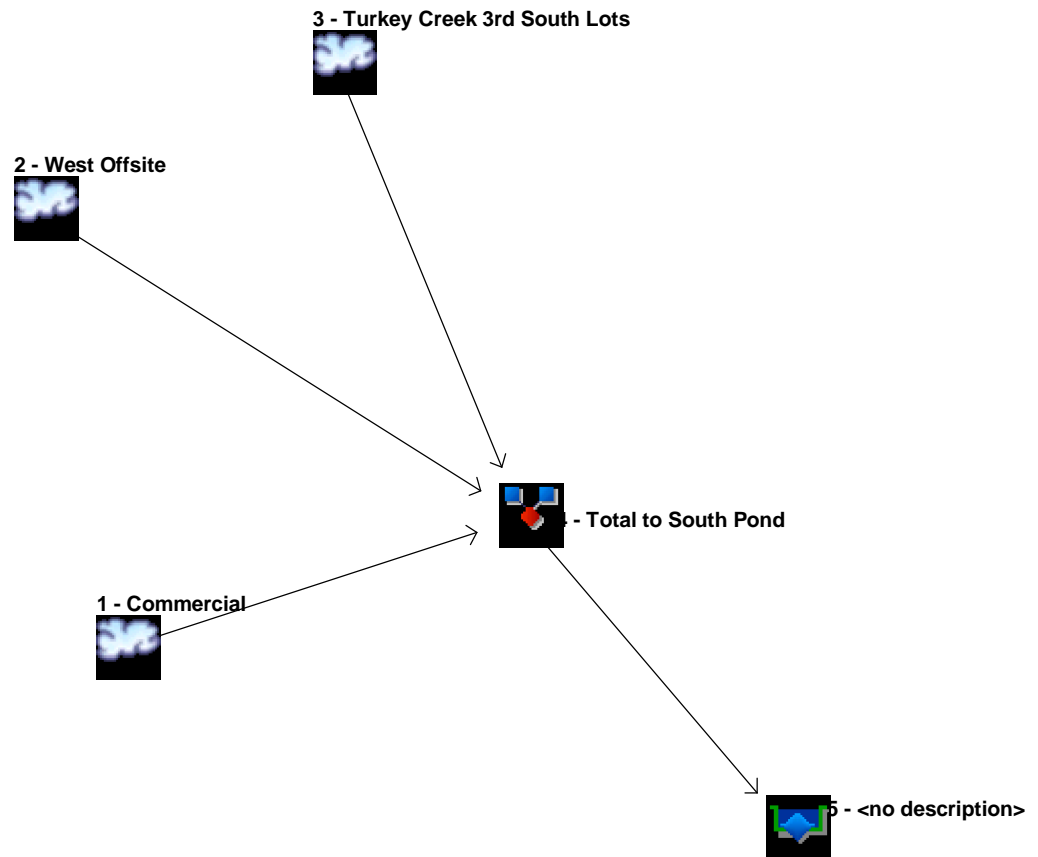 3 - Turkey Creek 3rd South Lots
2 - West Offsite
4 - Total to South Pond
1 - Commercial
5 - <no description>